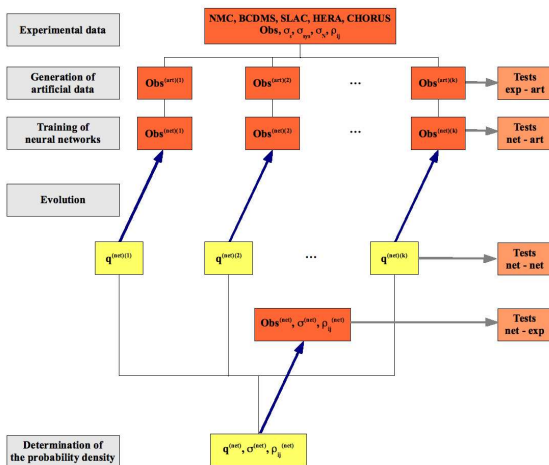 Experimental data
NMC, BCDMS, SLAC, HERA, CHORUS
Obs, σs, σsys, σN, ρij
Generation of
artificial data
Obs(art)(1)
Obs(art)(2)
...
Obs(art)(k)
Tests
exp - art
Training of
neural networks
Obs(net)(1)
Obs(net)(2)
...
Obs(net)(k)
Tests
net - art
Evolution
q(net)(1)
q(net)(2)
...
q(net)(k)
Tests
net - net
Obs(net), σ(net), ρij(net)
Tests
net - exp
Determination of
the probability density
q(net), σ(net), ρij(net)